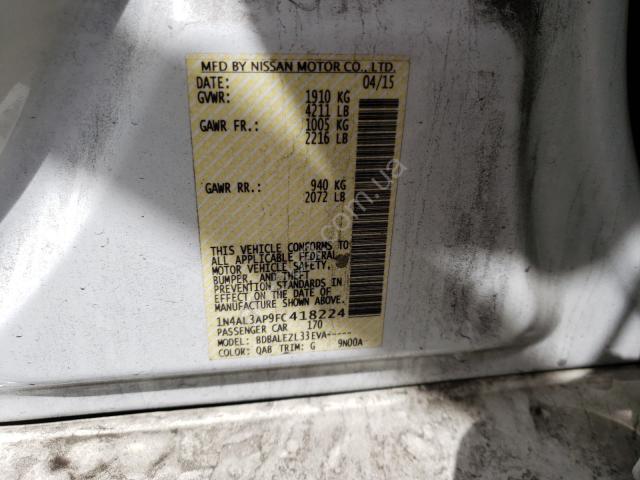 MFD BY NISSAN MOTOR CO., LTD.
DATE: 04/15
GVWR: 1910 KG
4211 LB
GAWR FR.: 1005 KG
2216 LB
GAWR RR.: 940 KG
2072 LB
THIS VEHICLE CONFORMS TO
ALL APPLICABLE FEDERAL
MOTOR VEHICLE SAFETY,
BUMPER, AND THEFT
PREVENTION STANDARDS
IN EFFECT ON THE DATE OF
MANUFACTURE SHOWN ABOVE.
1N4AL3AP9FC418224
PASSENGER CAR 170
MODEL: BDBALEZL33EVA-----
COLOR: QAB TRIM: G 9N00A